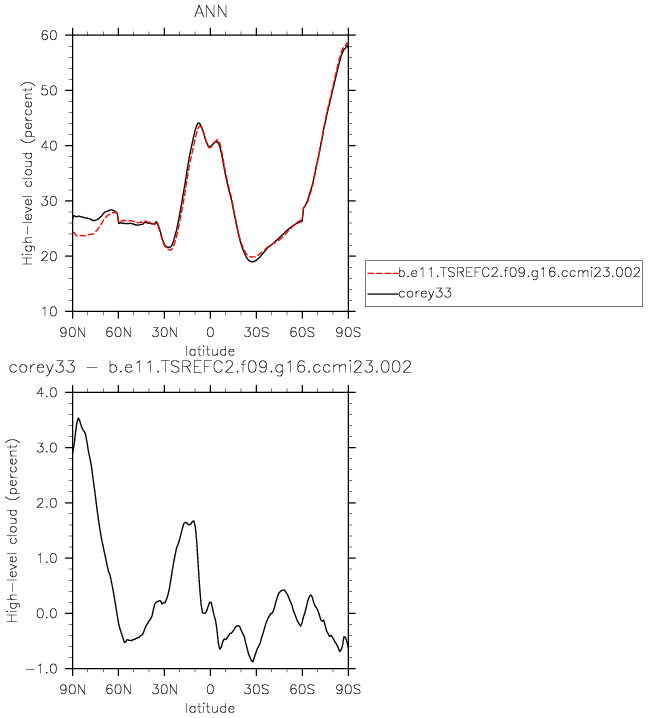 ANN
60
50
40
30
20
10
High-level cloud (percent)
90N 60N 30N 0 30S 60S 90S
latitude
b.e11.TSREFC2.f09.g16.ccmi23.002
corey33
corey33 - b.e11.TSREFC2.f09.g16.ccmi23.002
4.0
3.0
2.0
1.0
0.0
-1.0
High-level cloud (percent)
90N 60N 30N 0 30S 60S 90S
latitude